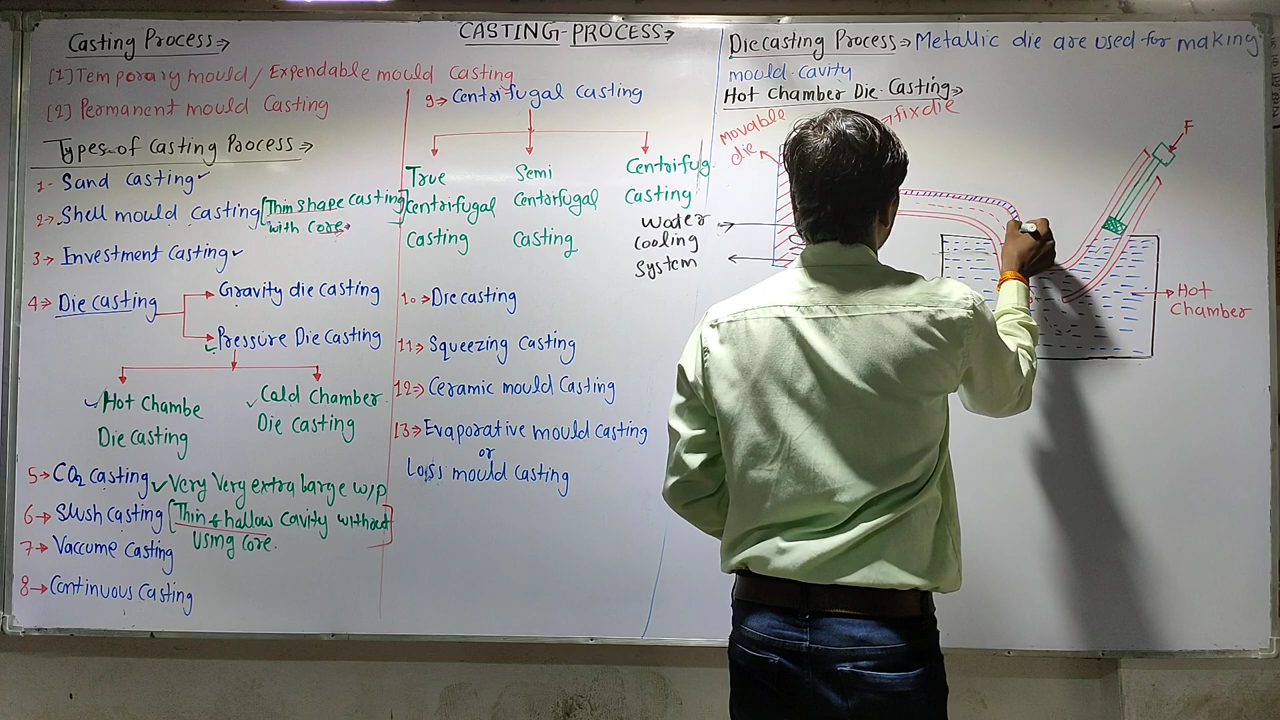 CASTING-PROCESS→
Casting Process→
[1] Temporary mould/Expendable mould Casting
[2] Permanent mould Casting
Types of Casting Process→
1- Sand casting✓
2→ Shell mould casting [Thin shape casting
with core→]
3→ Investment casting✓
4→ Die casting
Gravity die casting
Pressure Die casting
✓Hot Chambe
Die casting
✓Cold Chamber
Die casting
5→ CO2 casting✓ Very Very extra large w/p
6→ Slush casting [Thin & hallow cavity without
using core.]
7→ Vaccume casting
8→ Continuous casting
9→ Centrifugal casting
True
centrifugal
casting
Semi
Centrifugal
casting
Centrifug
casting
10→ Die casting
11→ Squeezing casting
12→ Ceramic mould casting
13→ Evaporative mould casting
or
Loss mould casting
Die casting Process→ Metallic die are used for making
mould cavity
Hot Chamber Die Casting→
movable
die
fix die
F
Water
Cooling
System
Hot
Chamber